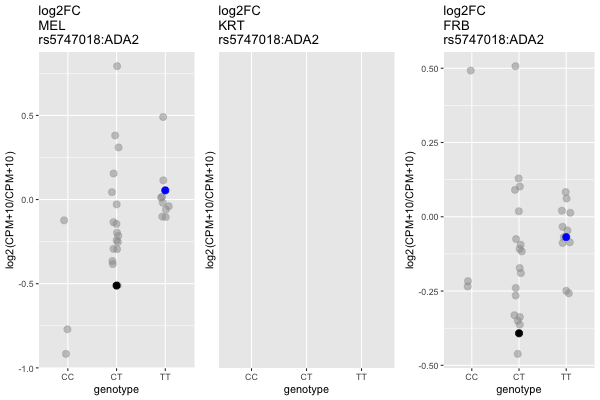 log2FC
MEL
rs5747018:ADA2
log2(CPM+10/CPM+10)
0.5
0.0
-0.5
-1.0
CC CT TT
genotype
log2FC
KRT
rs5747018:ADA2
log2(CPM+10/CPM+10)
CC CT TT
genotype
log2FC
FRB
rs5747018:ADA2
log2(CPM+10/CPM+10)
0.50
0.25
0.00
-0.25
-0.50
CC CT TT
genotype